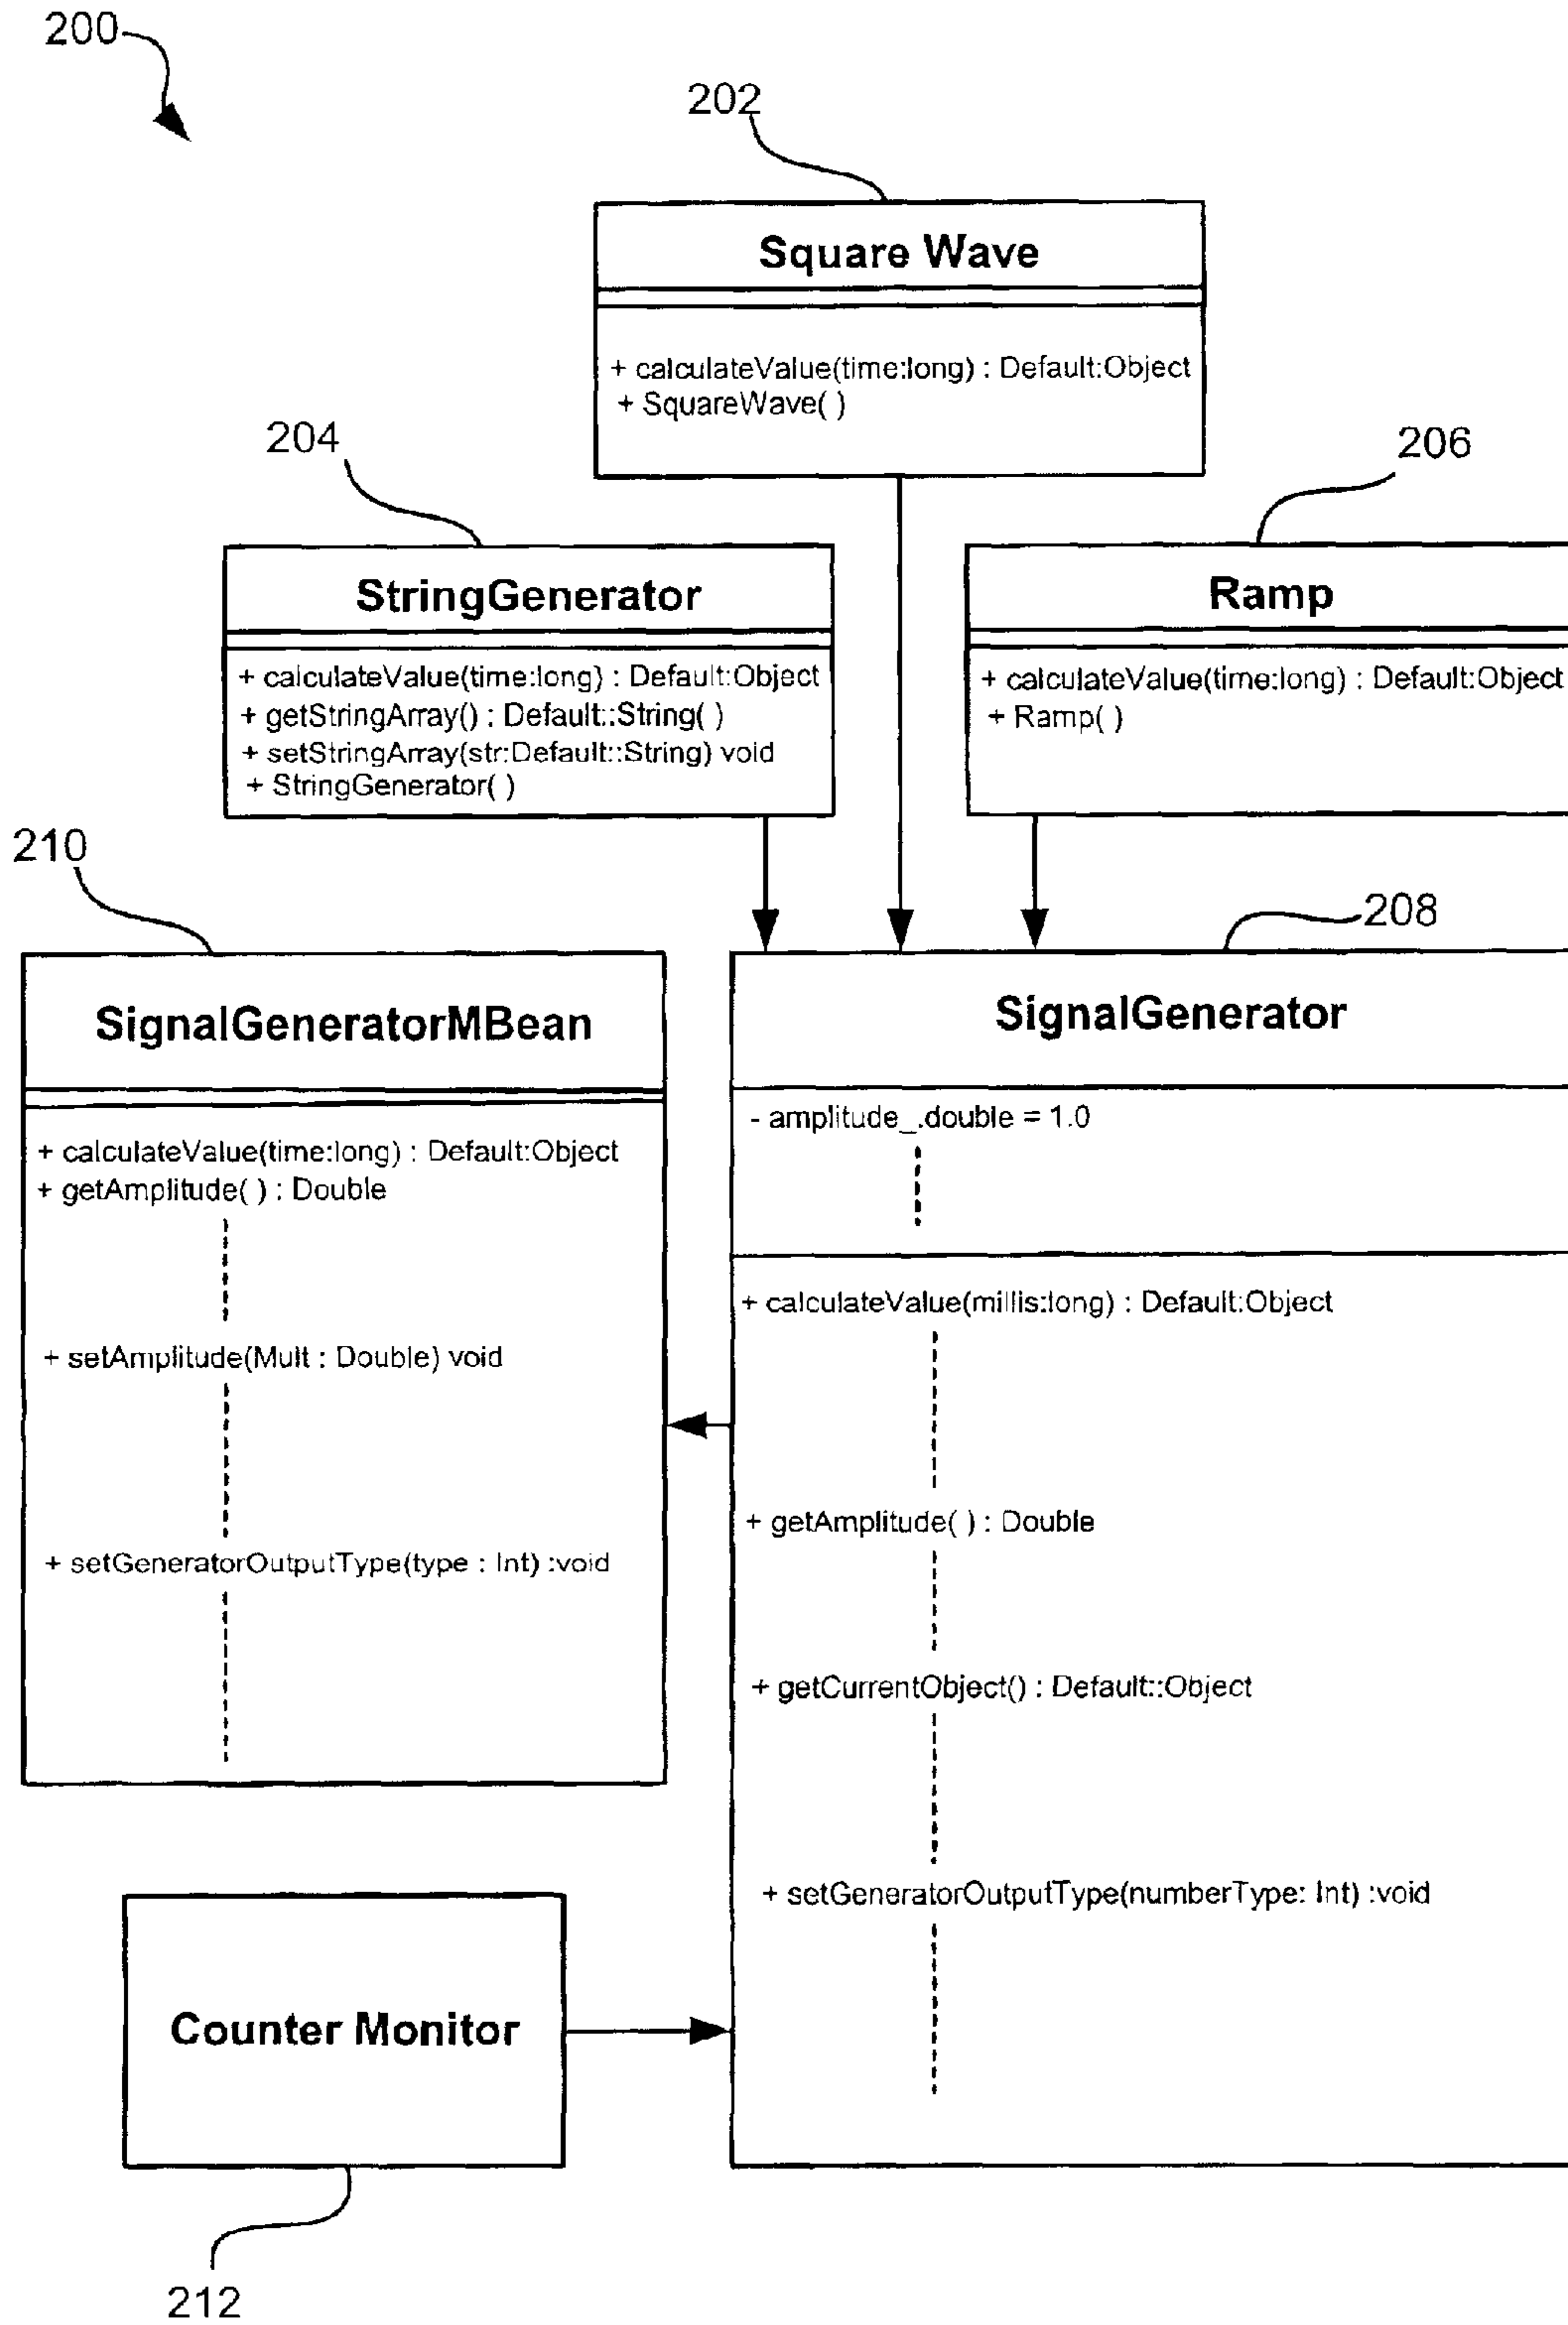 200
202
Square Wave
+ calculateValue(time:long) : Default:Object
+ SquareWave( )
204
StringGenerator
+ calculateValue(time:long) : Default:Object
+ getStringArray() : Default::String( )
+ setStringArray(str:Default::String) void
+ StringGenerator( )
206
Ramp
+ calculateValue(time:long) : Default:Object
+ Ramp( )
210
SignalGeneratorMBean
+ calculateValue(time:long) : Default:Object
+ getAmplitude( ) : Double
+ setAmplitude(Mult : Double) void
+ setGeneratorOutputType(type : Int) :void
208
SignalGenerator
- amplitude_.double = 1.0
+ calculateValue(millis:long) : Default:Object
+ getAmplitude( ) : Double
+ getCurrentObject() : Default::Object
+ setGeneratorOutputType(numberType: Int) :void
Counter Monitor
212